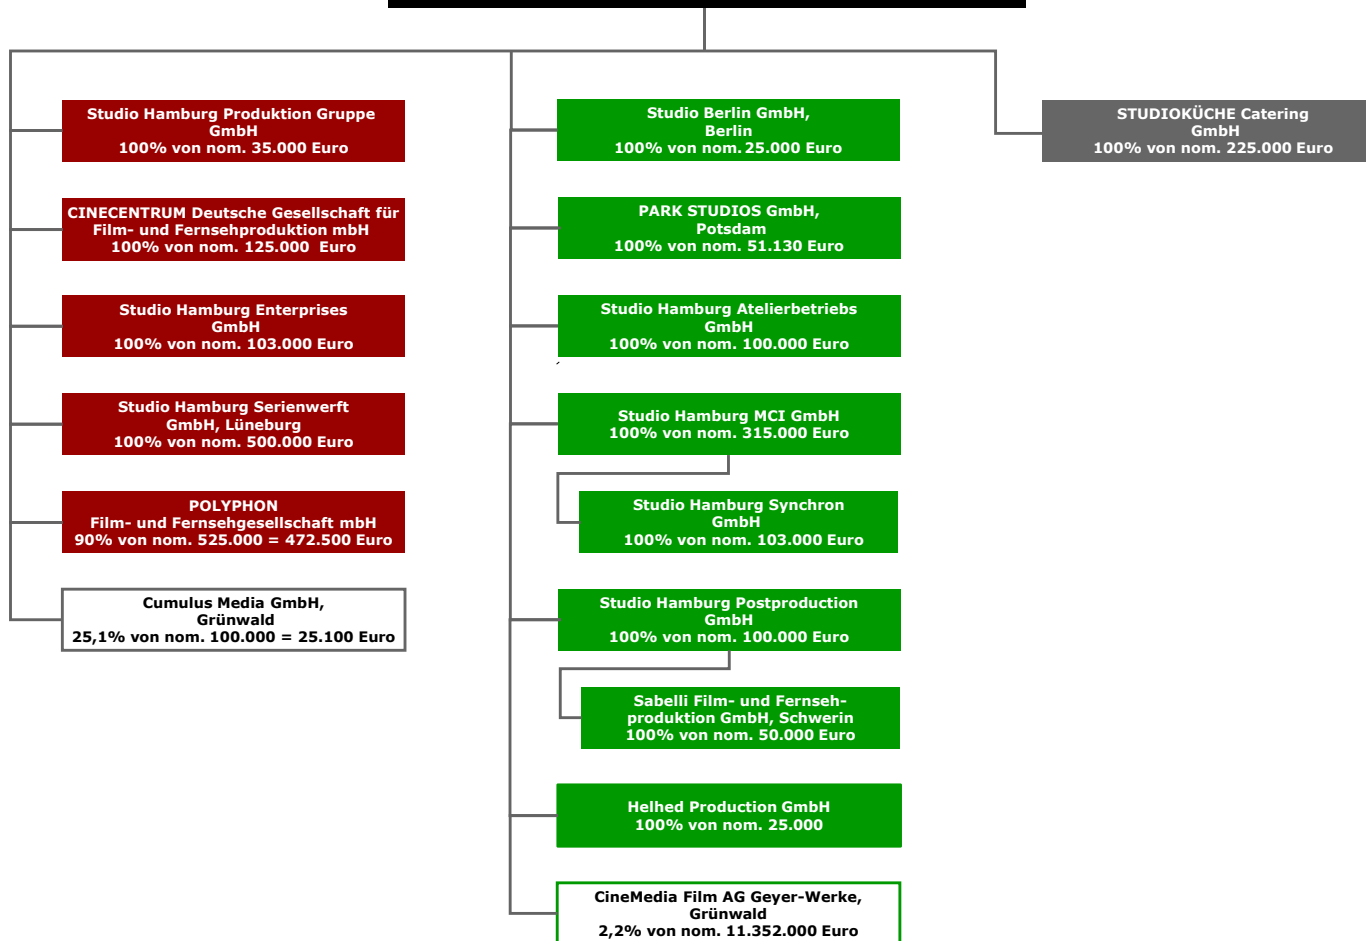 Studio Hamburg Produktion Gruppe
GmbH
100% von nom. 35.000 Euro
CINECENTRUM Deutsche Gesellschaft für
Film- und Fernsehproduktion mbH
100% von nom. 125.000 Euro
Studio Hamburg Enterprises
GmbH
100% von nom. 103.000 Euro
Studio Hamburg Serienwerft
GmbH, Lüneburg
100% von nom. 500.000 Euro
POLYPHON
Film- und Fernsehgesellschaft mbH
90% von nom. 525.000 = 472.500 Euro
Cumulus Media GmbH,
Grünwald
25,1% von nom. 100.000 = 25.100 Euro
Studio Berlin GmbH,
Berlin
100% von nom. 25.000 Euro
PARK STUDIOS GmbH,
Potsdam
100% von nom. 51.130 Euro
Studio Hamburg Atelierbetriebs
GmbH
100% von nom. 100.000 Euro
Studio Hamburg MCI GmbH
100% von nom. 315.000 Euro
Studio Hamburg Synchron
GmbH
100% von nom. 103.000 Euro
Studio Hamburg Postproduction
GmbH
100% von nom. 100.000 Euro
Sabelli Film- und Fernseh-
produktion GmbH, Schwerin
100% von nom. 50.000 Euro
Helhed Production GmbH
100% von nom. 25.000
CineMedia Film AG Geyer-Werke,
Grünwald
2,2% von nom. 11.352.000 Euro
STUDIOKÜCHE Catering
GmbH
100% von nom. 225.000 Euro